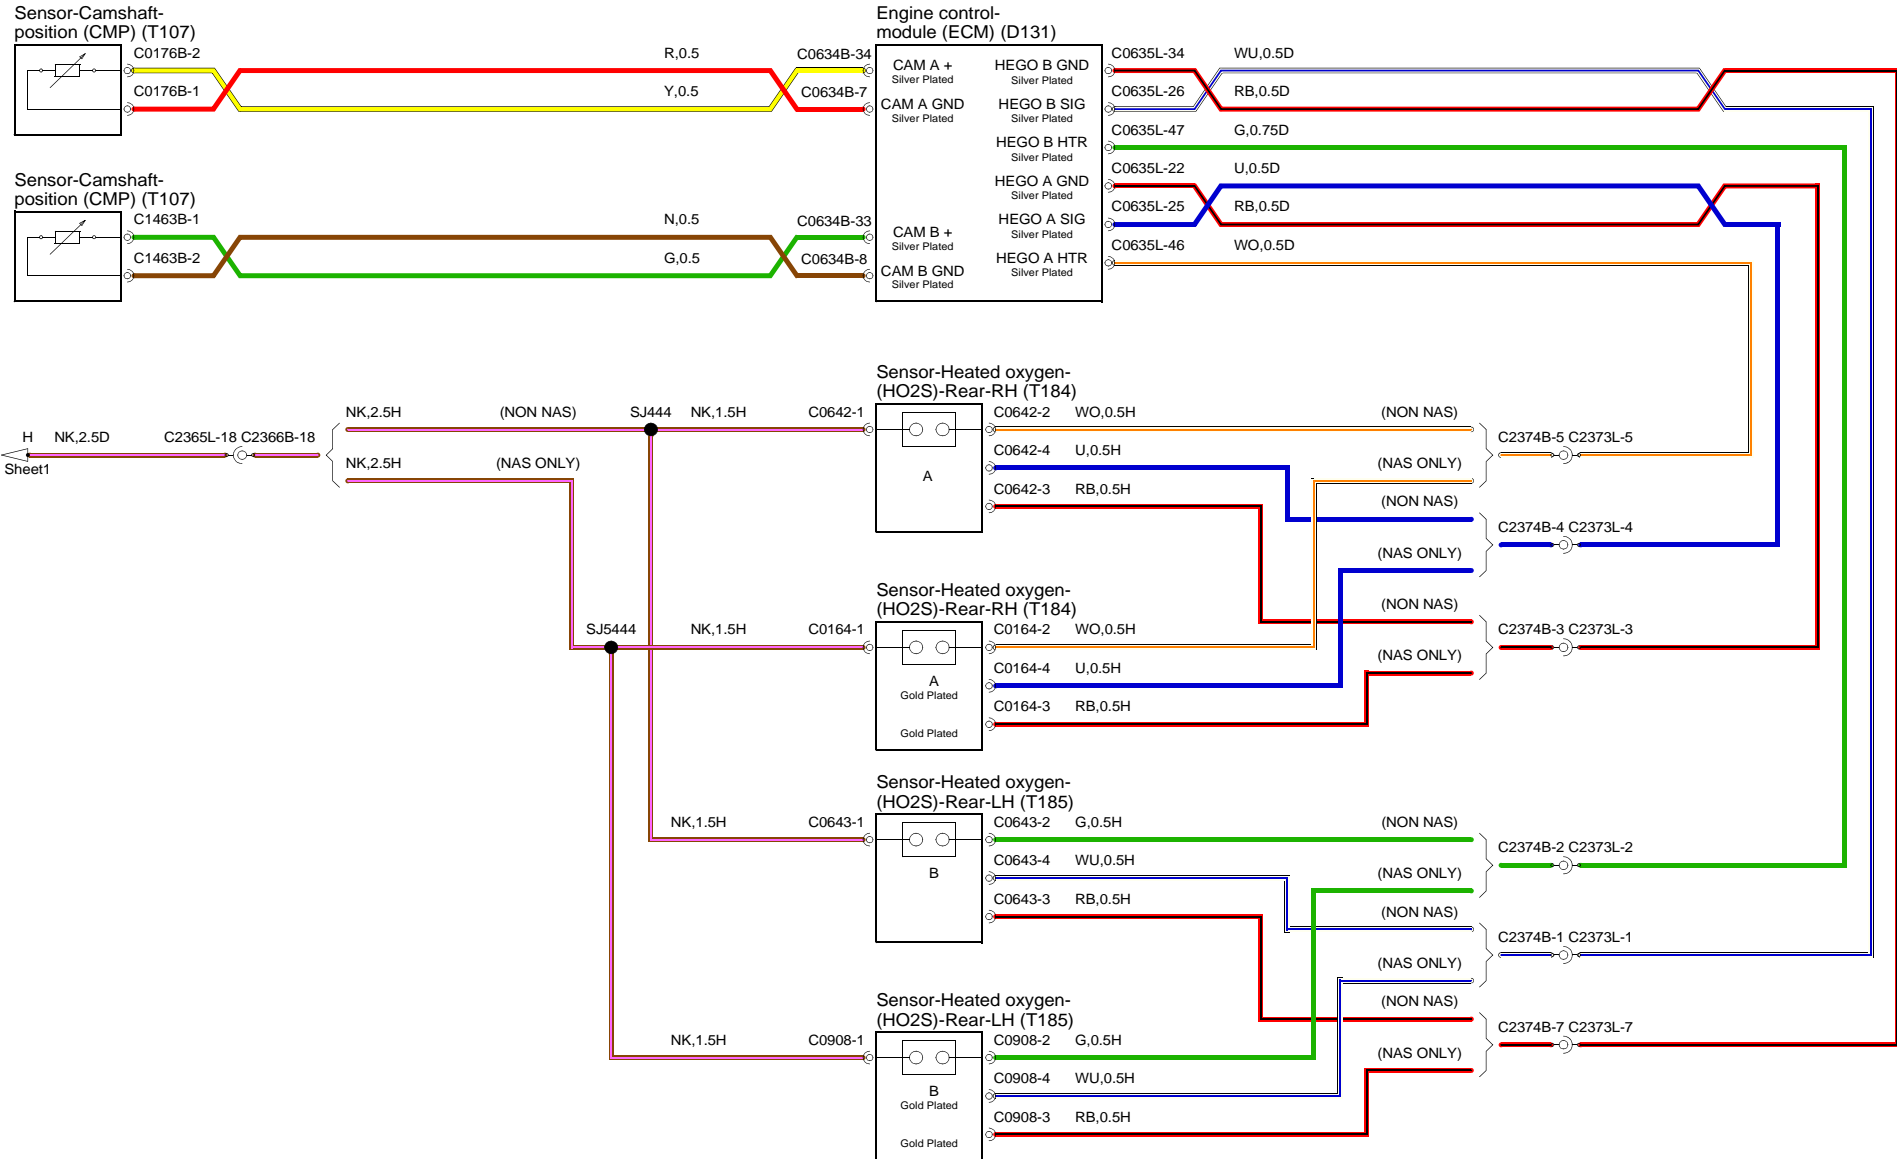 Sensor-Camshaft-
position (CMP) (T107)
C0176B-2
R,0.5
C0634B-34
C0176B-1
Y,0.5
C0634B-7
Engine control-
module (ECM) (D131)
CAM A +
Silver Plated
CAM A GND
Silver Plated
CAM B +
Silver Plated
CAM B GND
Silver Plated
HEGO B GND
Silver Plated
HEGO B SIG
Silver Plated
HEGO B HTR
Silver Plated
HEGO A GND
Silver Plated
HEGO A SIG
Silver Plated
HEGO A HTR
Silver Plated
C0635L-34 WU,0.5D
C0635L-26 RB,0.5D
C0635L-47 G,0.75D
C0635L-22 U,0.5D
C0635L-25 RB,0.5D
C0635L-46 WO,0.5D
Sensor-Camshaft-
position (CMP) (T107)
C1463B-1
N,0.5
C0634B-33
C1463B-2
G,0.5
C0634B-8
H NK,2.5D C2365L-18 C2366B-18
Sheet1
NK,2.5H (NON NAS) SJ444 NK,1.5H C0642-1
NK,2.5H (NAS ONLY)
Sensor-Heated oxygen-
(HO2S)-Rear-RH (T184)
A
C0642-2 WO,0.5H (NON NAS)
C0642-4 U,0.5H (NAS ONLY)
C0642-3 RB,0.5H (NON NAS)
C2374B-5 C2373L-5
C2374B-4 C2373L-4
(NAS ONLY)
SJ5444 NK,1.5H C0164-1
Sensor-Heated oxygen-
(HO2S)-Rear-RH (T184)
A
Gold Plated
Gold Plated
(NON NAS)
C0164-2 WO,0.5H
C2374B-3 C2373L-3
C0164-4 U,0.5H (NAS ONLY)
C0164-3 RB,0.5H
Sensor-Heated oxygen-
(HO2S)-Rear-LH (T185)
NK,1.5H C0643-1
B
C0643-2 G,0.5H (NON NAS)
C2374B-2 C2373L-2
C0643-4 WU,0.5H (NAS ONLY)
C0643-3 RB,0.5H (NON NAS)
C2374B-1 C2373L-1
(NAS ONLY)
Sensor-Heated oxygen-
(HO2S)-Rear-LH (T185)
NK,1.5H C0908-1
B
Gold Plated
Gold Plated
(NON NAS)
C2374B-7 C2373L-7
C0908-2 G,0.5H (NAS ONLY)
C0908-4 WU,0.5H
C0908-3 RB,0.5H